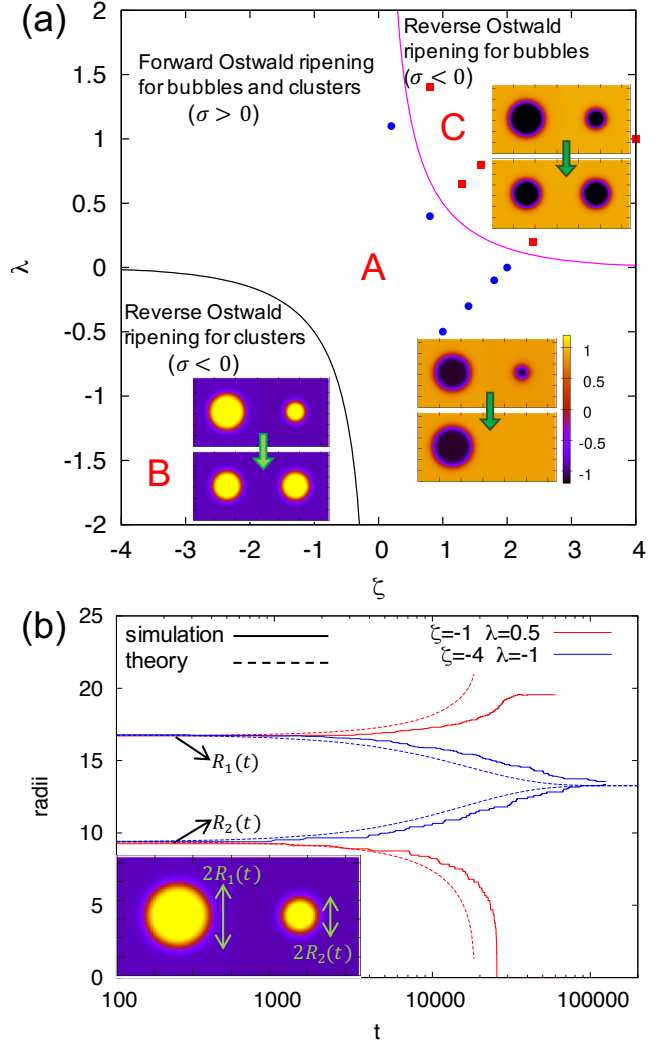 (a)
2
1.5
1
0.5
0
-0.5
-1
-1.5
-2
λ
Forward Ostwald ripening
for bubbles and clusters
(σ > 0)
Reverse Ostwald
ripening for bubbles
(σ < 0)
C
A
Reverse Ostwald
ripening for clusters
(σ < 0)
B
1
0.5
0
-0.5
-1
-4 -3 -2 -1 0 1 2 3 4
ζ
(b)
25
20
15
10
5
0
radii
simulation
theory
ζ=-1 λ=0.5
ζ=-4 λ=-1
R₁(t)
R₂(t)
2R₁(t)
2R₂(t)
100 1000 10000 100000
t